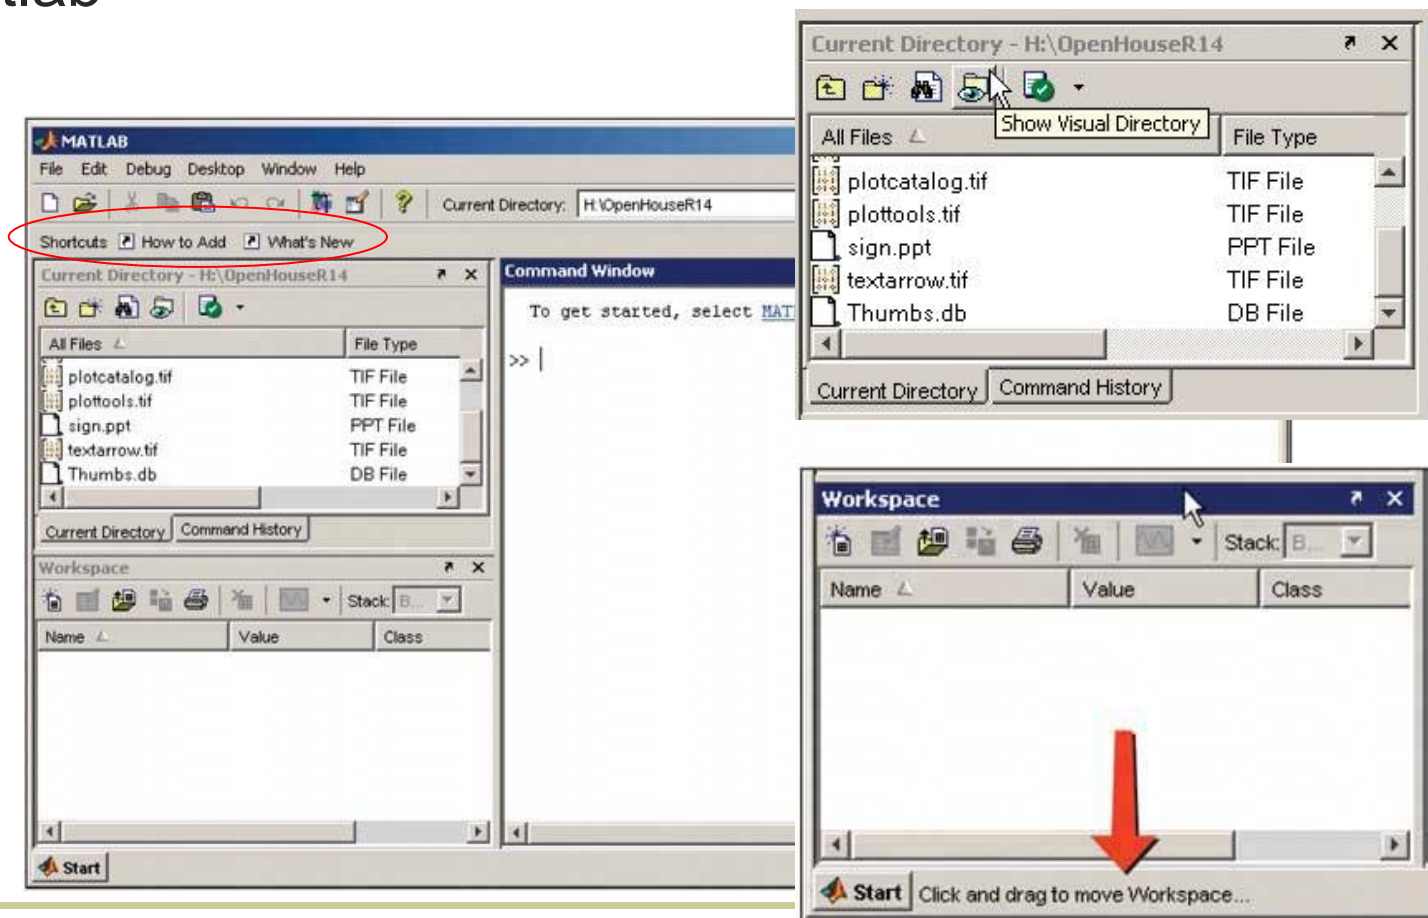 MATLAB
File Edit Debug Desktop Window Help
Current Directory: H:\OpenHouseR14
Shortcuts How to Add What's New
Current Directory - H:\OpenHouseR14
All Files File Type
plotcatalog.tif TIF File
plottools.tif TIF File
sign.ppt PPT File
textarrow.tif TIF File
Thumbs.db DB File
Current Directory Command History
Workspace
Stack: B...
Name Value Class
Start
Command Window
To get started, select MAT
>>
Current Directory - H:\OpenHouseR14
Show Visual Directory
All Files File Type
plotcatalog.tif TIF File
plottools.tif TIF File
sign.ppt PPT File
textarrow.tif TIF File
Thumbs.db DB File
Current Directory Command History
Workspace
Stack: B...
Name Value Class
Start Click and drag to move Workspace...